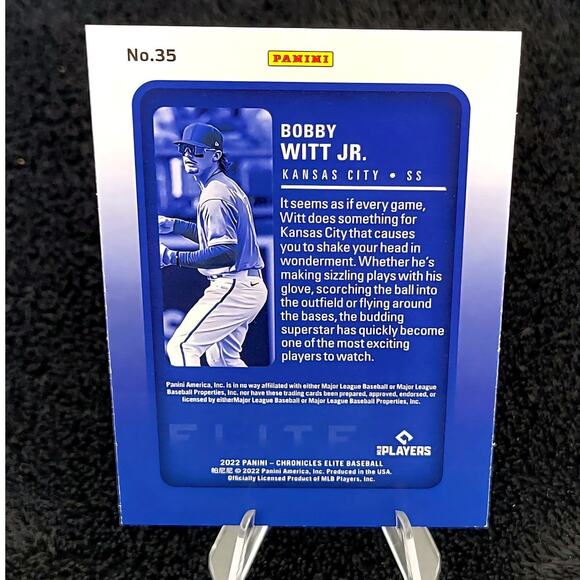 No.35
PANINI
BOBBY
WITT JR.
KANSAS CITY • SS
It seems as if every game,
Witt does something for
Kansas City that causes
you to shake your head in
wonderment. Whether he's
making sizzling plays with his
glove, scorching the ball into
the outfield or flying around
the bases, the budding
superstar has quickly become
one of the most exciting
players to watch.
Panini America, Inc. is in no way affiliated with either Major League Baseball or Major League
Baseball Properties, Inc. nor have these trading cards been prepared, approved, endorsed, or
licensed by eitherMajor League Baseball or Major League Baseball Properties, Inc.
ELITE
MLB PLAYERS
2022 PANINI – CHRONICLES ELITE BASEBALL
帕尼尼 © 2022 Panini America, Inc. Produced in the USA.
Officially Licensed Product of MLB Players, Inc.